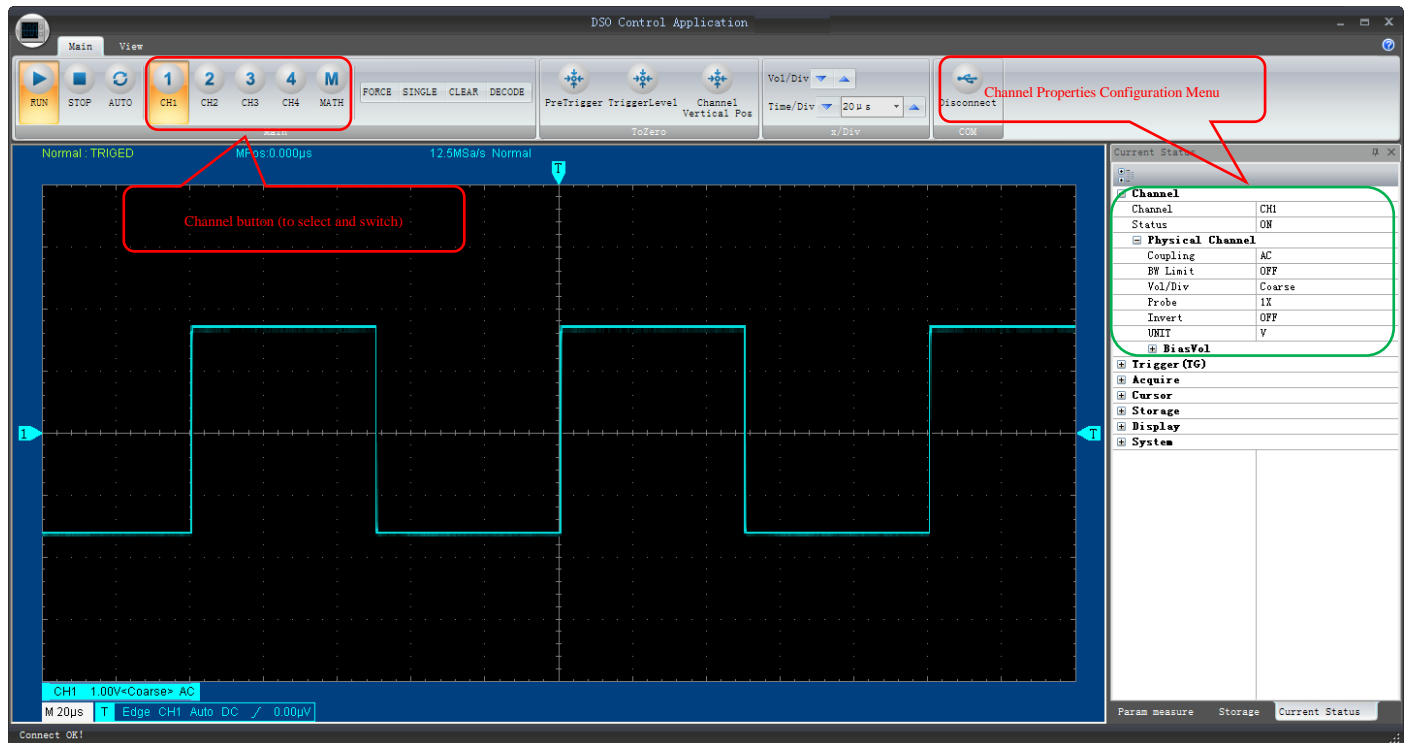 DSO Control Application
Main View
1 2 3 4 M
RUN STOP AUTO CH1 CH2 CH3 CH4 MATH
FORCE SINGLE CLEAR DECODE
Main
PreTrigger TriggerLevel Channel
Vertical Pos
ToZero
Vol/Div
Time/Div 20μs
x/Div
Disconnect
COM
Channel Properties Configuration Menu
Normal : TRIGED MPos:0.000μs 12.5MSa/s Normal
T
Channel button (to select and switch)
1
T
CH1 1.00V<Coarse> AC
M 20μs T Edge CH1 Auto DC 0.00μV
Current Status
Channel
Channel CH1
Status ON
Physical Channel
Coupling AC
BW Limit OFF
Vol/Div Coarse
Probe 1X
Invert OFF
UNIT V
BiasVol
Trigger(TG)
Acquire
Cursor
Storage
Display
System
Param measure Storage Current Status
Connect OK!